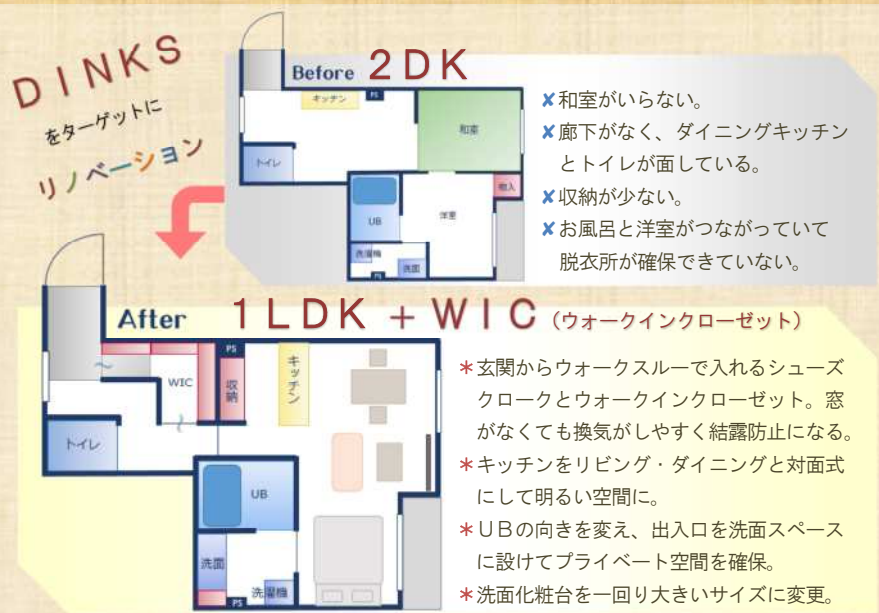 DINKS
をターゲットに
リノベーション
Before 2DK
キッチン
PS
和室
トイレ
押入
UB
洋室
洗濯機
洗面
PS
✘和室がいらない。
✘廊下がなく、ダイニングキッチン
とトイレが面している。
✘収納が少ない。
✘お風呂と洋室がつながっていて
脱衣所が確保できていない。
After 1LDK+WIC(ウォークインクローゼット)
PS
WIC
収納
キッチン
トイレ
UB
洗面
洗濯機
PS
*玄関からウォークスルーで入れるシューズ
クロークとウォークインクローゼット。窓
がなくても換気がしやすく結露防止になる。
*キッチンをリビング・ダイニングと対面式
にして明るい空間に。
*UBの向きを変え、出入口を洗面スペース
に設けてプライベート空間を確保。
*洗面化粧台を一回り大きいサイズに変更。